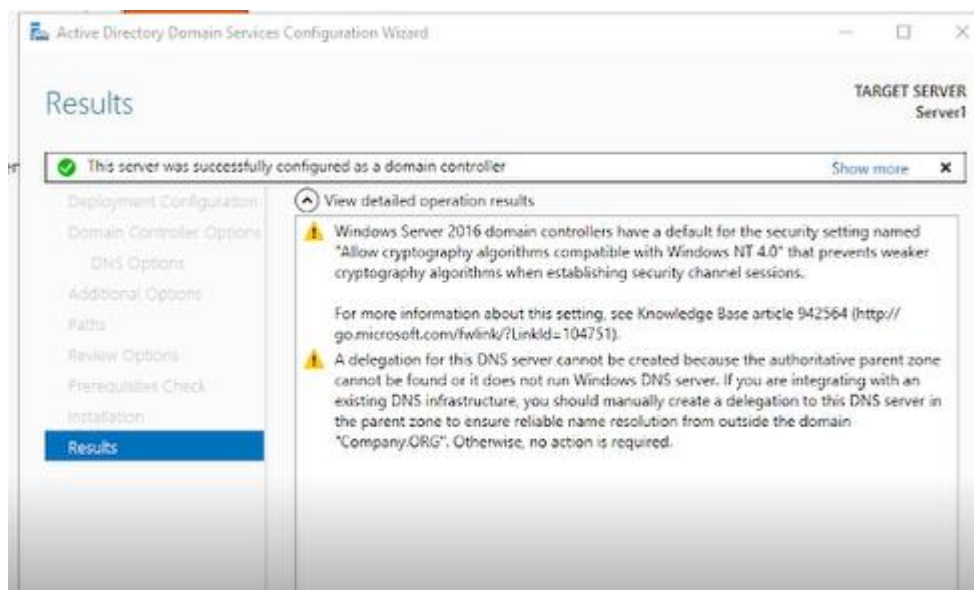 Active Directory Domain Services Configuration Wizard
Results
TARGET SERVER
Server1
This server was successfully configured as a domain controller
Show more
Deployment Configuration
Domain Controller Options
DNS Options
Additional Options
Paths
Review Options
Prerequisites Check
Installation
Results
View detailed operation results
Windows Server 2016 domain controllers have a default for the security setting named
"Allow cryptography algorithms compatible with Windows NT 4.0" that prevents weaker
cryptography algorithms when establishing security channel sessions.
For more information about this setting, see Knowledge Base article 942564 (http://
go.microsoft.com/fwlink/?LinkId=104751).
A delegation for this DNS server cannot be created because the authoritative parent zone
cannot be found or it does not run Windows DNS server. If you are integrating with an
existing DNS infrastructure, you should manually create a delegation to this DNS server in
the parent zone to ensure reliable name resolution from outside the domain
"Company.ORG". Otherwise, no action is required.